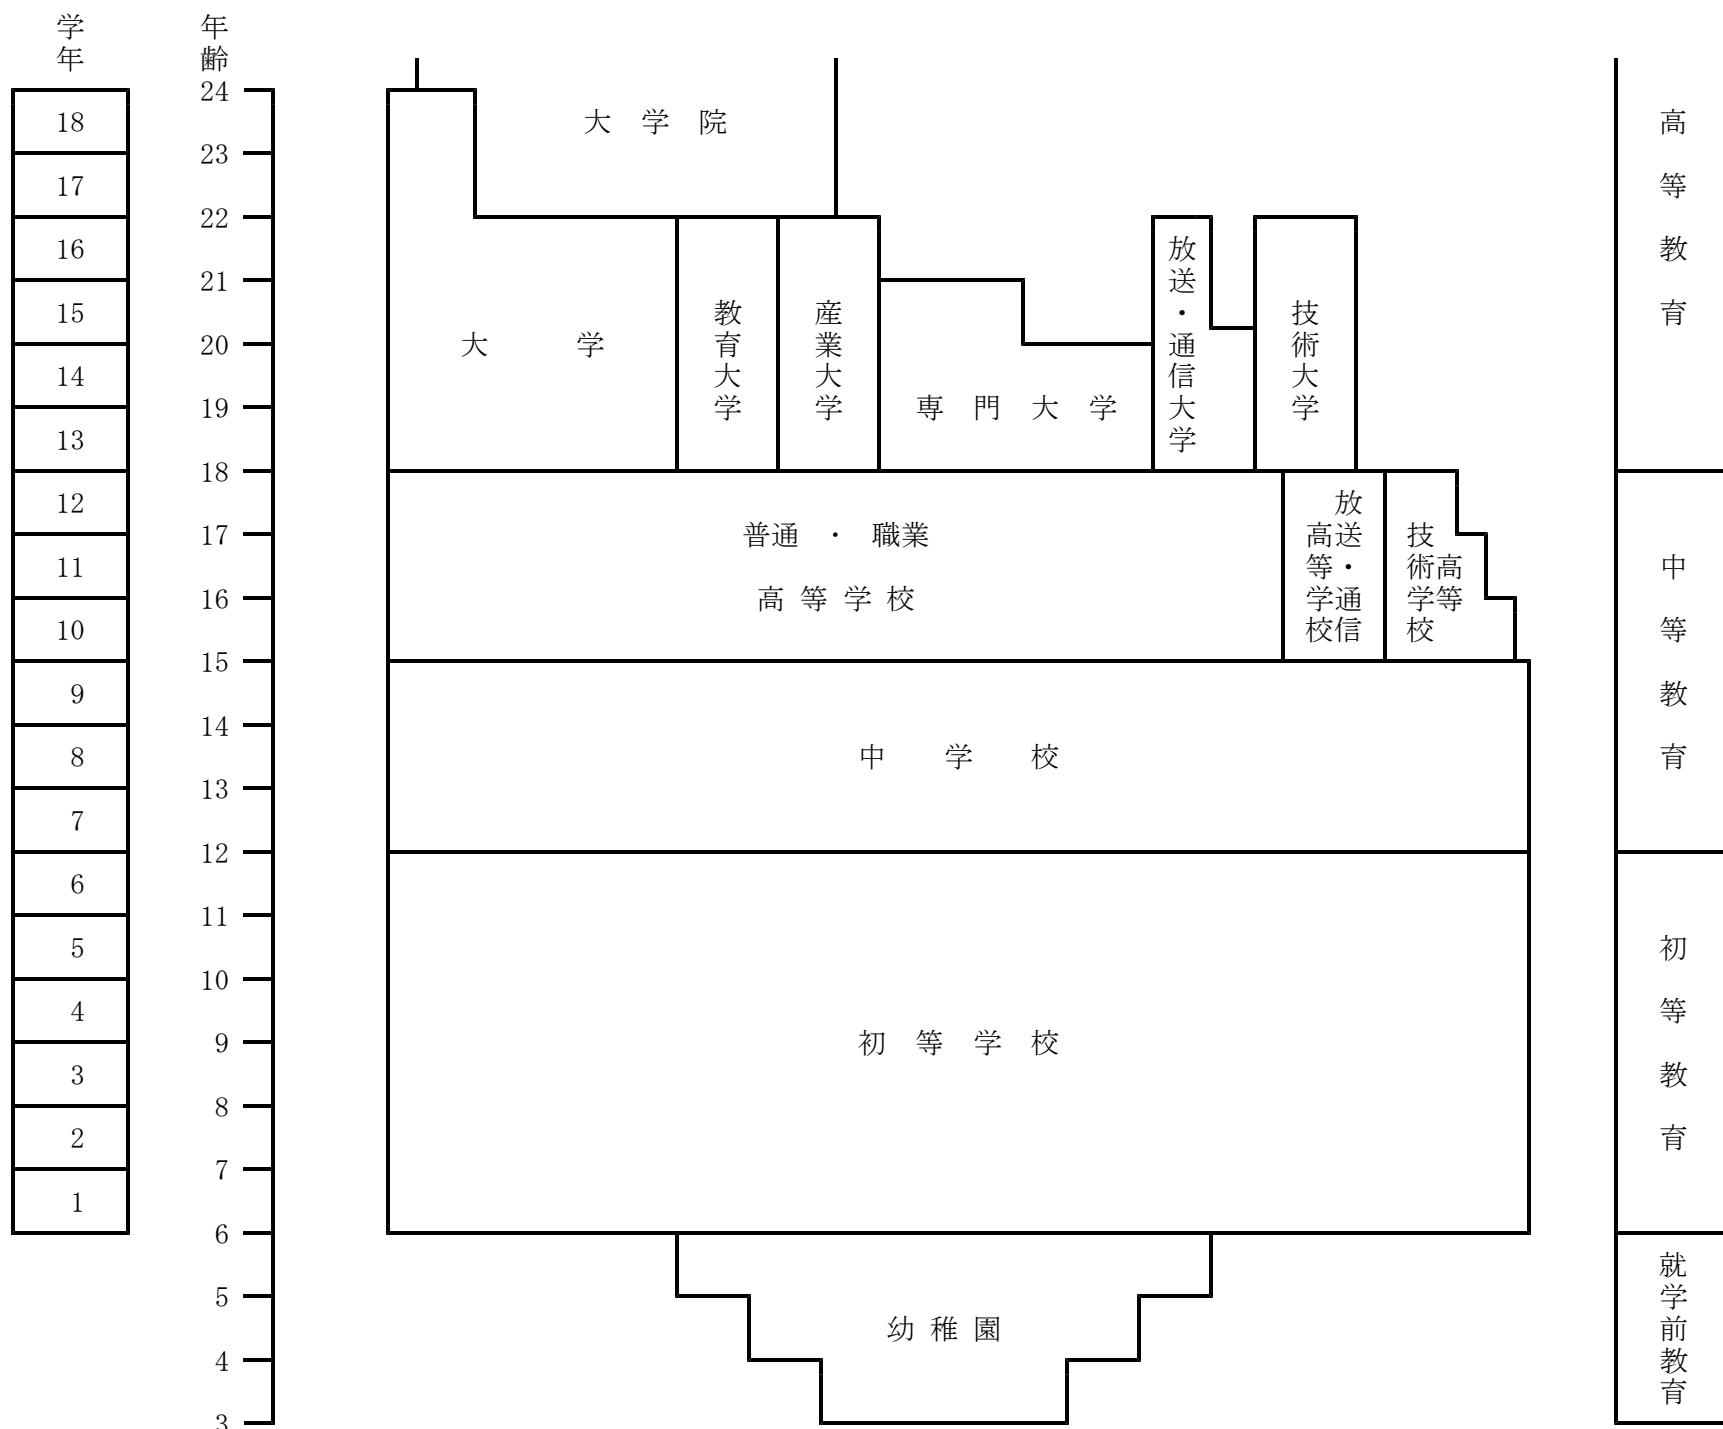 学年
年齢
24
18
23
17
22
16
21
15
20
14
19
13
18
12
17
11
16
10
15
9
14
8
13
7
12
6
11
5
10
4
9
3
8
2
7
1
6
5
4
3
大学院
大学
教育大学
産業大学
専門大学
放送・通信大学
技術大学
普通・職業
高等学校
放送・通信
高等学校
技術学校
高等
中学校
初等学校
幼稚園
高等教育
中等教育
初等教育
就学前教育